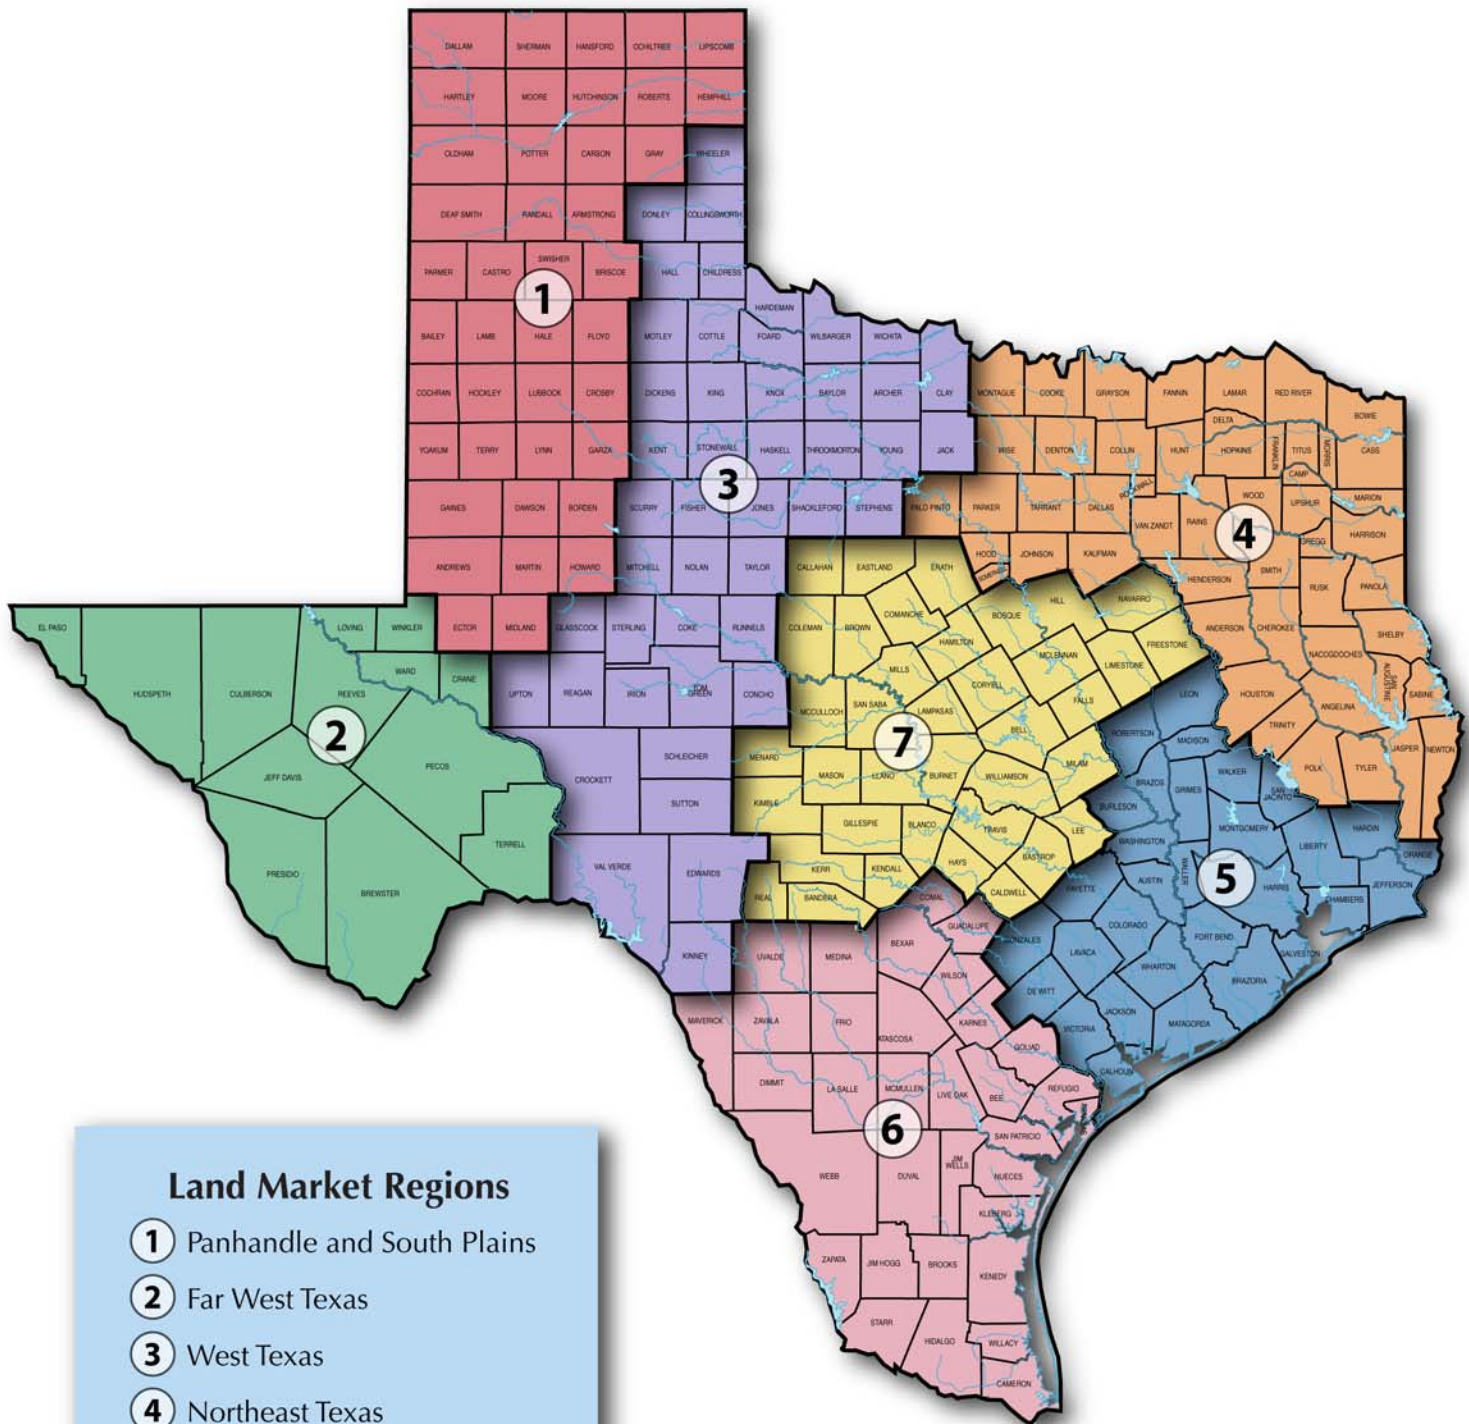 DALLAM SHERMAN HANSFORD OCHILTREE LIPSCOMB
HARTLEY MOORE HUTCHINSON ROBERTS HEMPHILL
OLDHAM POTTER CARSON GRAY WHEELER
DEAF SMITH RANDALL ARMSTRONG DONLEY COLLINGSWORTH
PARMER CASTRO SWISHER BRISCOE HALL CHILDRESS
1
HARDEMAN
BAILEY LAMB HALE FLOYD MOTLEY COTTLE FOARD WILBARGER WICHITA
COCHRAN HOCKLEY LUBBOCK CROSBY DICKENS KING KNOX BAYLOR ARCHER CLAY MONTAGUE COOKE GRAYSON FANNIN LAMAR RED RIVER BOWIE
DELTA
YOAKUM TERRY LYNN GARZA KENT STONEWALL HASKELL THROCKMORTON YOUNG JACK WISE DENTON COLLIN HUNT HOPKINS FRANKLIN TITUS MORRIS CASS
CAMP
3
ROCKWALL WOOD UPSHUR MARION
GAINES DAWSON BORDEN SCURRY FISHER JONES SHACKLEFORD STEPHENS PALO PINTO PARKER TARRANT DALLAS VAN ZANDT RAINS
4
GREGG HARRISON
ANDREWS MARTIN HOWARD MITCHELL NOLAN TAYLOR CALLAHAN EASTLAND ERATH HOOD JOHNSON KAUFMAN HENDERSON SMITH RUSK PANOLA
SOMERVELL
EL PASO LOVING WINKLER ECTOR MIDLAND GLASSCOCK STERLING COKE RUNNELS COLEMAN BROWN COMANCHE HAMILTON BOSQUE HILL NAVARRO ANDERSON CHEROKEE SHELBY
HUDSPETH CULBERSON REEVES WARD CRANE UPTON REAGAN IRION TOM GREEN CONCHO MILLS CORYELL MCLENNAN LIMESTONE FREESTONE NACOGDOCHES SAN AUGUSTINE SABINE
2
MCCULLOCH SAN SABA LAMPASAS BELL FALLS LEON HOUSTON ANGELINA TRINITY
7
ROBERTSON MADISON JASPER NEWTON
JEFF DAVIS PECOS CROCKETT SCHLEICHER MENARD MASON LLANO BURNET WILLIAMSON MILAM BRAZOS GRIMES WALKER SAN JACINTO POLK TYLER
SUTTON KIMBLE GILLESPIE BLANCO TRAVIS LEE BURLESON WASHINGTON MONTGOMERY LIBERTY HARDIN ORANGE
PRESIDIO BREWSTER TERRELL VAL VERDE EDWARDS KERR KENDALL HAYS BASTROP AUSTIN WALLER
5
HARRIS CHAMBERS JEFFERSON
REAL BANDERA COMAL CALDWELL FAYETTE
KINNEY UVALDE MEDINA BEXAR GUADALUPE GONZALES LAVACA COLORADO FORT BEND GALVESTON
WILSON DE WITT WHARTON BRAZORIA
MAVERICK ZAVALA FRIO ATASCOSA KARNES VICTORIA JACKSON MATAGORDA
GOLIAD CALHOUN
DIMMIT LA SALLE MCMULLEN LIVE OAK BEE REFUGIO
6
SAN PATRICIO
WEBB DUVAL JIM WELLS NUECES
KLEBERG
ZAPATA JIM HOGG BROOKS KENEDY
STARR HIDALGO WILLACY
CAMERON
Land Market Regions
1 Panhandle and South Plains
2 Far West Texas
3 West Texas
4 Northeast Texas